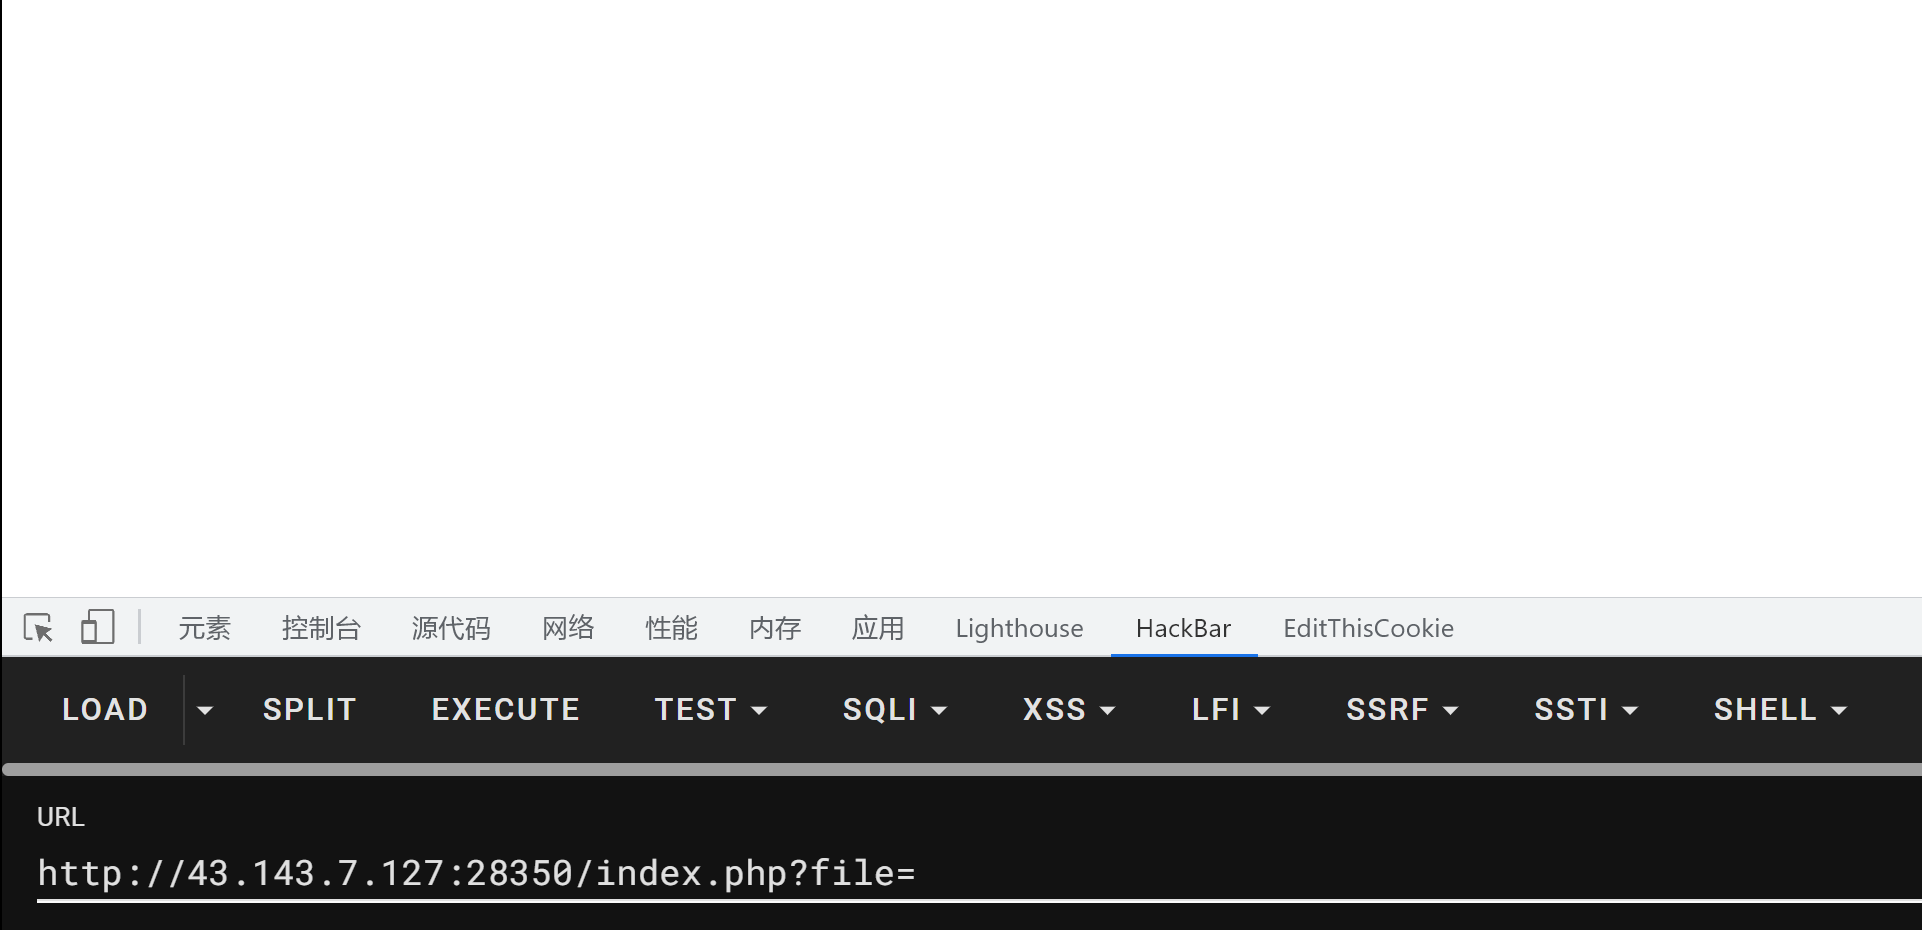 元素 控制台 源代码 网络 性能 内存 应用 Lighthouse HackBar EditThisCookie
LOAD SPLIT EXECUTE TEST SQLI XSS LFI SSRF SSTI SHELL
URL
http://43.143.7.127:28350/index.php?file=